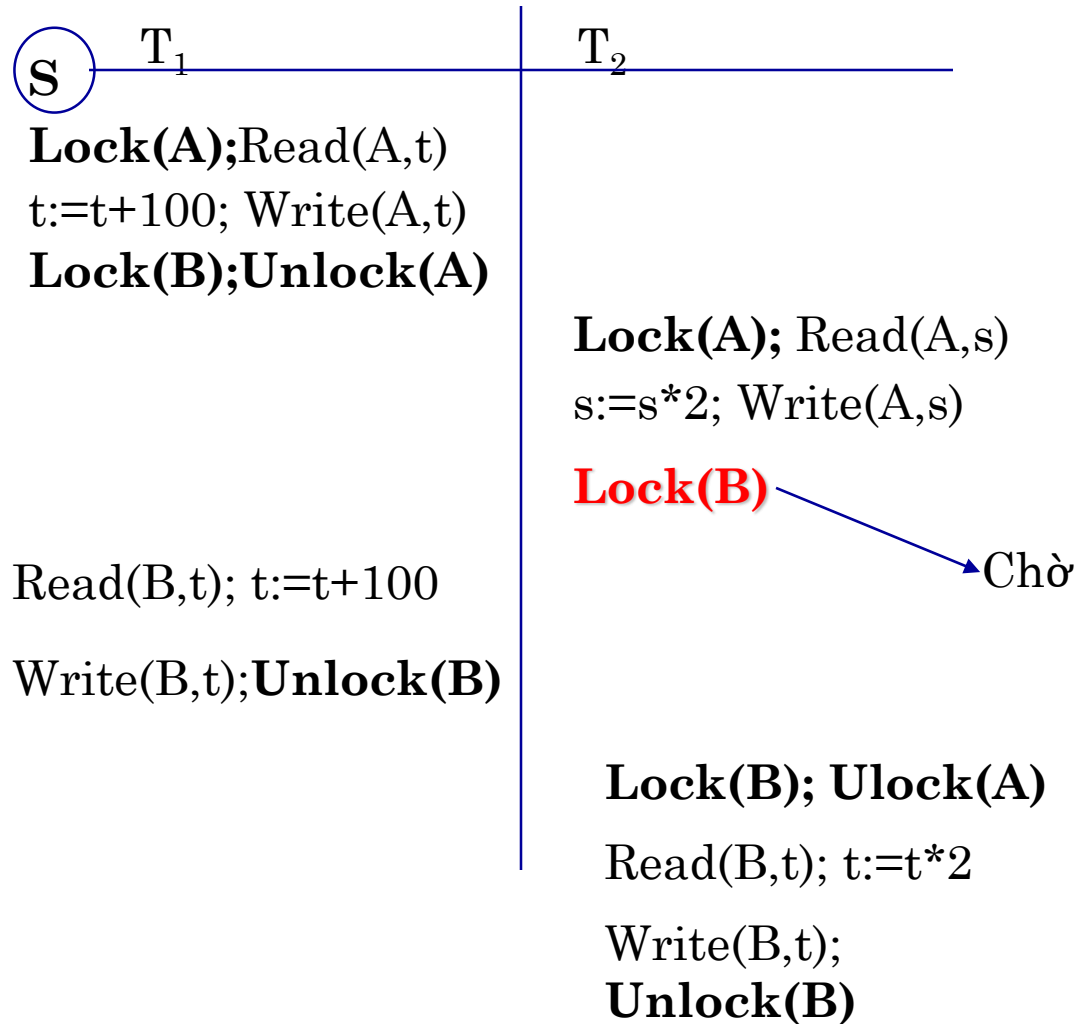 S T₁ T₂
Lock(A);Read(A,t)
t:=t+100; Write(A,t)
Lock(B);Unlock(A)
Lock(A); Read(A,s)
s:=s*2; Write(A,s)
Lock(B)
Chờ
Read(B,t); t:=t+100
Write(B,t);Unlock(B)
Lock(B); Ulock(A)
Read(B,t); t:=t*2
Write(B,t);
Unlock(B)